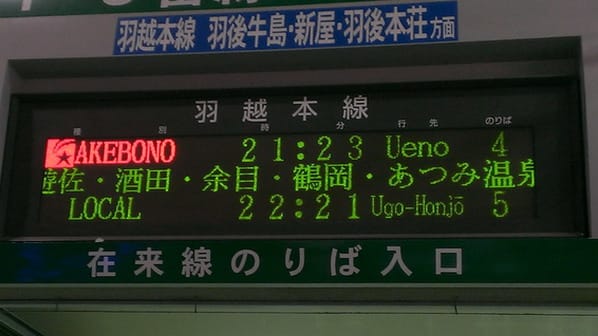 羽越本線 羽後牛島・新屋・羽後本荘方面
羽越本線
種別 時分 行先 のりば
AKEBONO 21:23 Ueno 4
遊佐・酒田・余目・鶴岡・あつみ温泉
LOCAL 22:21 Ugo-Honjō 5
在来線のりば入口